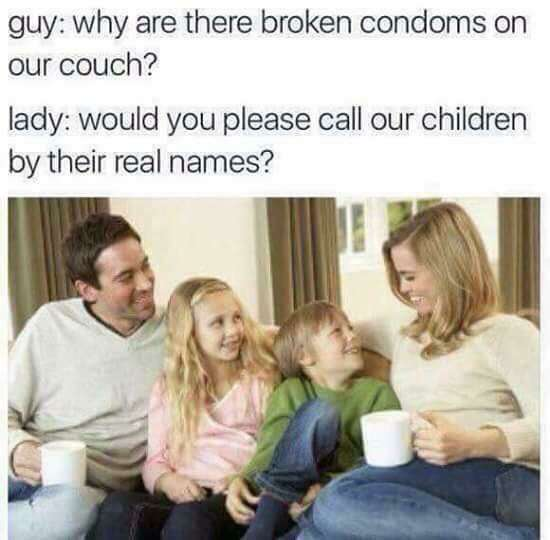 guy: why are there broken condoms on
our couch?
lady: would you please call our children
by their real names?